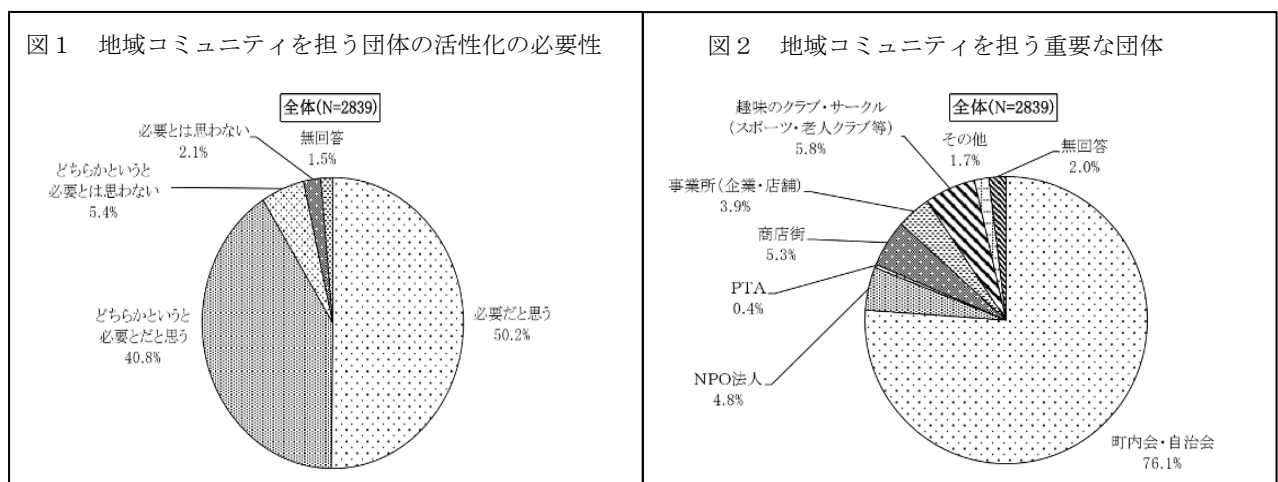 図１　地域コミュニティを担う団体の活性化の必要性
全体(N=2839)
必要とは思わない
2.1%
無回答
1.5%
どちらかというと
必要とは思わない
5.4%
どちらかというと
必要とだと思う
40.8%
必要だと思う
50.2%
図２　地域コミュニティを担う重要な団体
全体(N=2839)
趣味のクラブ・サークル
(スポーツ・老人クラブ等)
5.8%
その他
1.7%
無回答
2.0%
事業所(企業・店舗)
3.9%
商店街
5.3%
PTA
0.4%
NPO法人
4.8%
町内会・自治会
76.1%